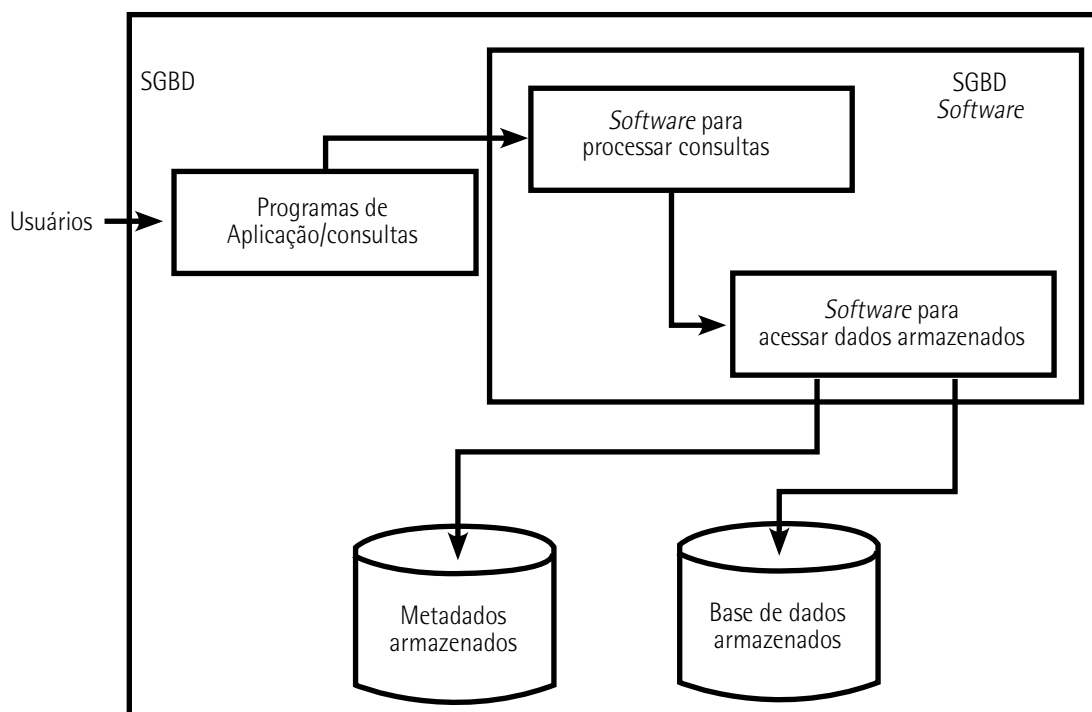 SGBD
SGBD
Software
Software para
processar consultas
Usuários
Programas de
Aplicação/consultas
Software para
acessar dados armazenados
Metadados
armazenados
Base de dados
armazenados